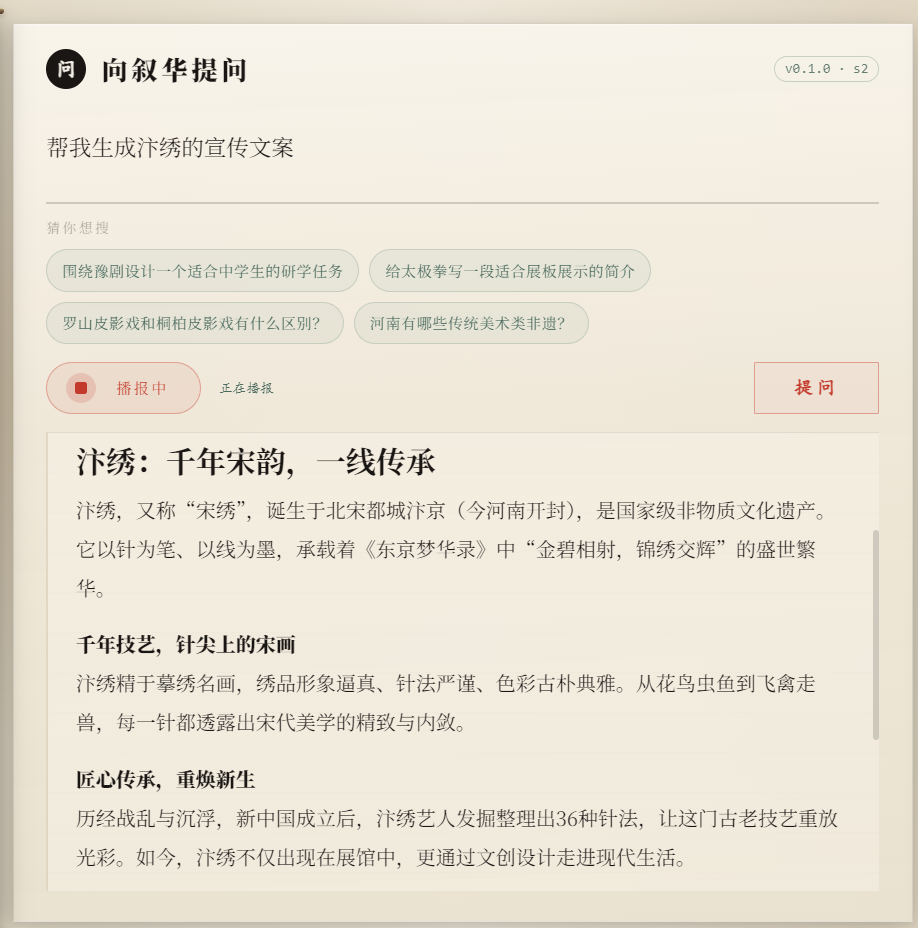 问 向叙华提问
v0.1.0 · s2
帮我生成汴绣的宣传文案
猜你想搜
围绕豫剧设计一个适合中学生的研学任务
给太极拳写一段适合展板展示的简介
罗山皮影戏和桐柏皮影戏有什么区别？
河南有哪些传统美术类非遗？
播报中
正在播报
提问
汴绣：千年宋韵，一线传承
汴绣，又称“宋绣”，诞生于北宋都城汴京（今河南开封），是国家级非物质文化遗产。
它以针为笔、以线为墨，承载着《东京梦华录》中“金碧相射，锦绣交辉”的盛世繁
华。
千年技艺，针尖上的宋画
汴绣精于摹绣名画，绣品形象逼真、针法严谨、色彩古朴典雅。从花鸟虫鱼到飞禽走
兽，每一针都透露出宋代美学的精致与内敛。
匠心传承，重焕新生
历经战乱与沉浮，新中国成立后，汴绣艺人发掘整理出36种针法，让这门古老技艺重放
光彩。如今，汴绣不仅出现在展馆中，更通过文创设计走进现代生活。